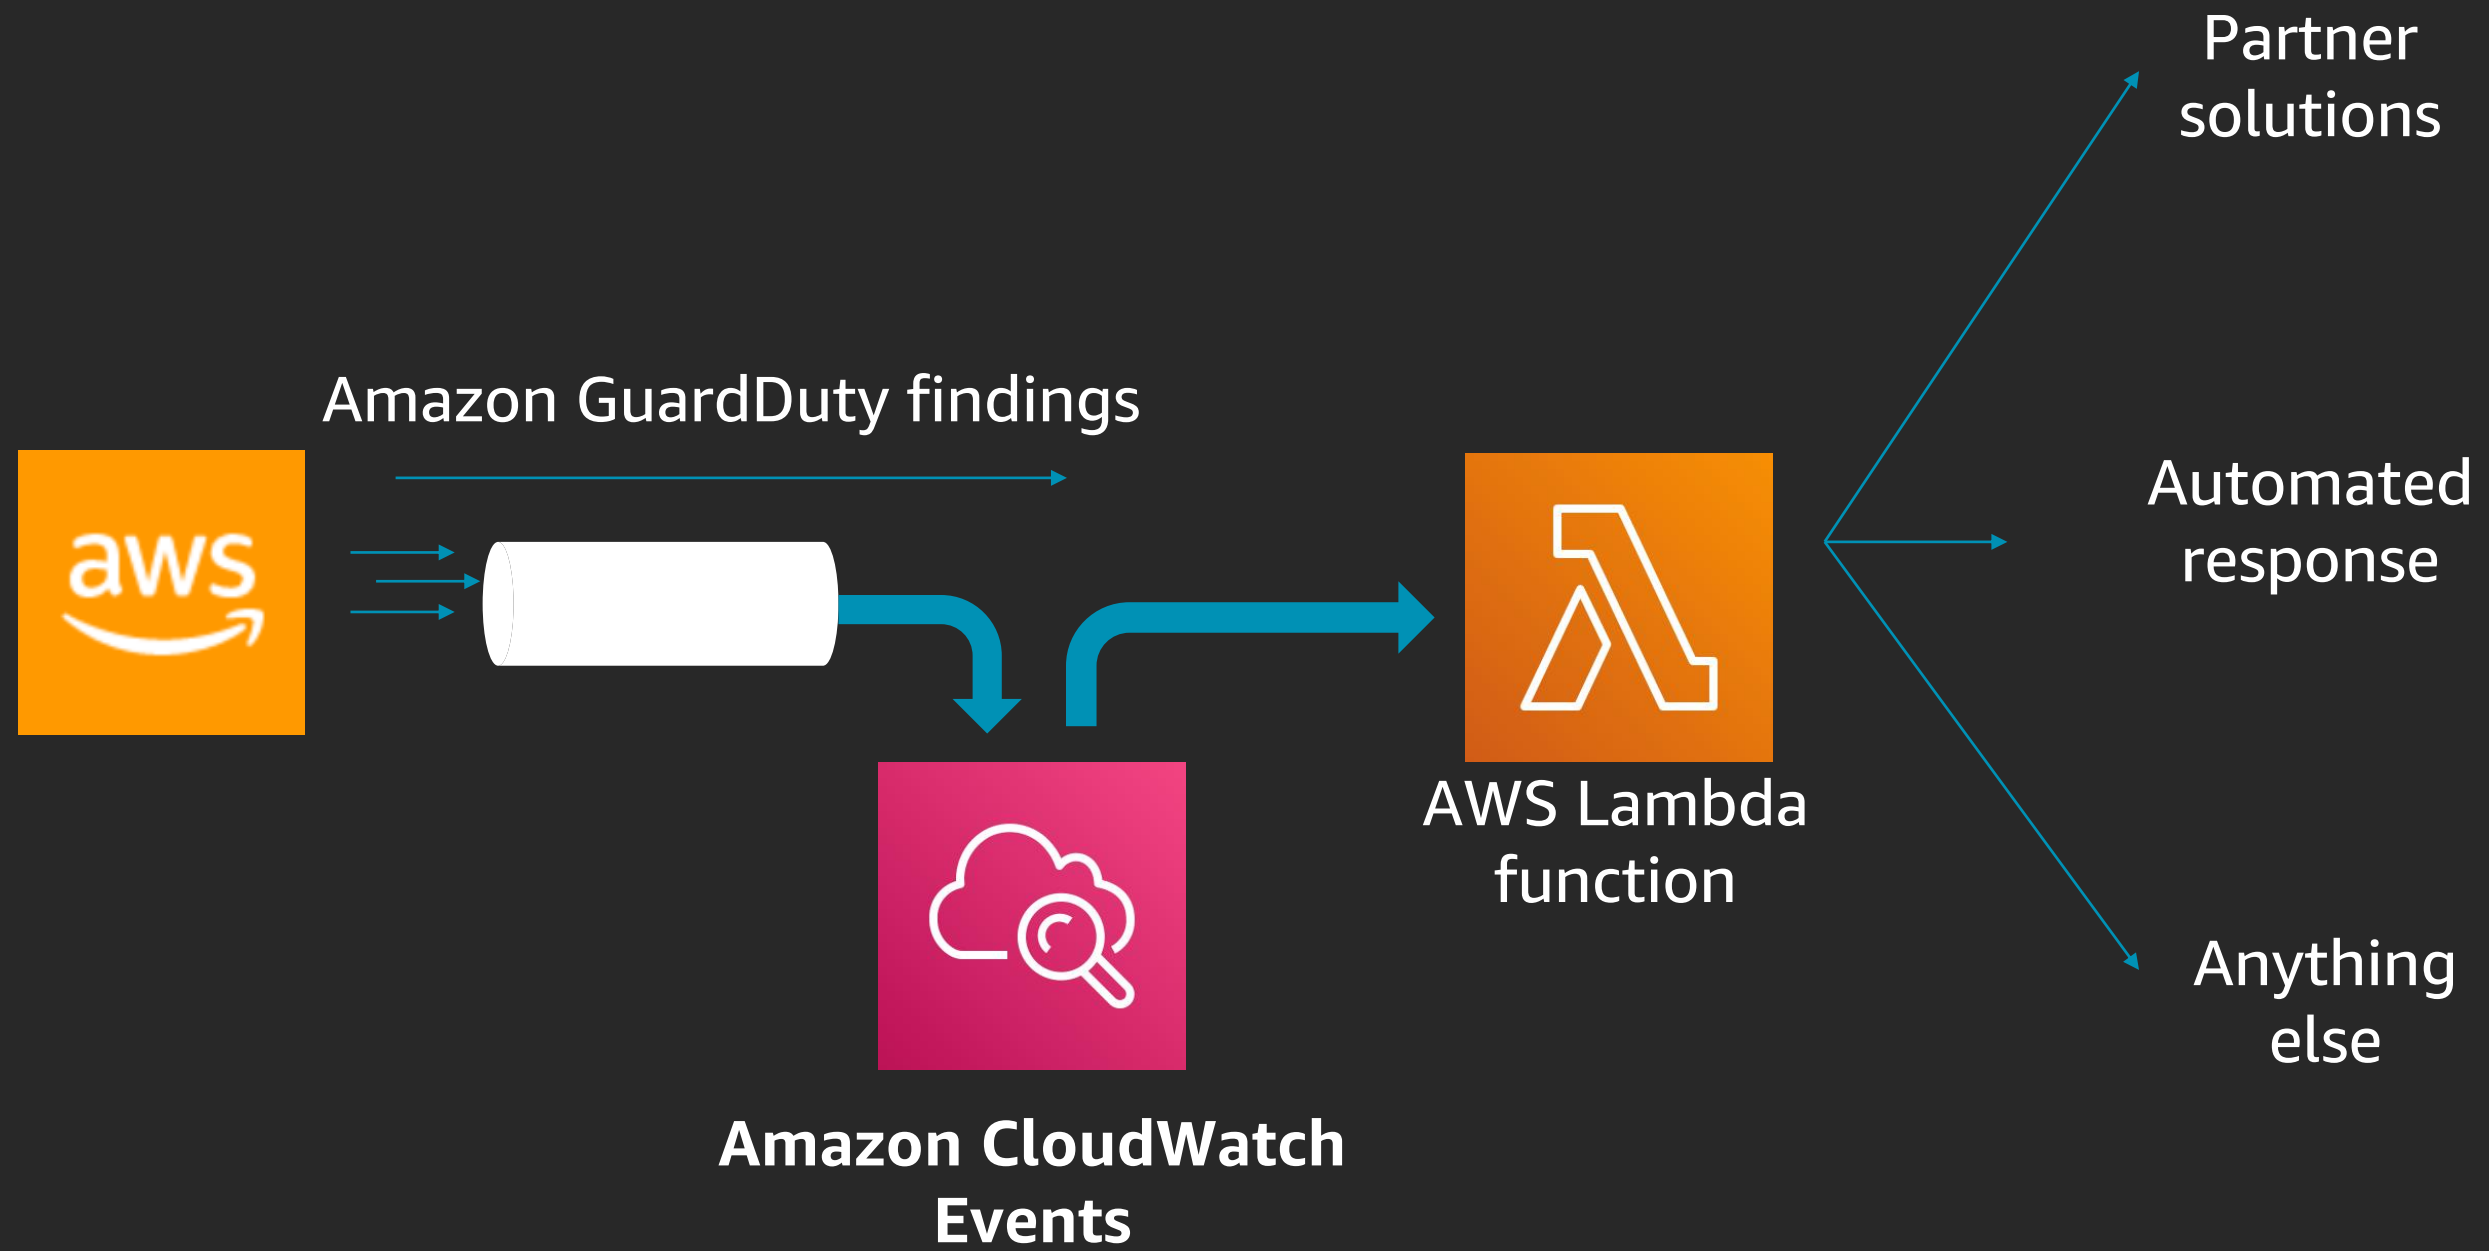 Partner
solutions
Amazon GuardDuty findings
aws
Automated
response
AWS Lambda
function
Anything
else
Amazon CloudWatch
Events